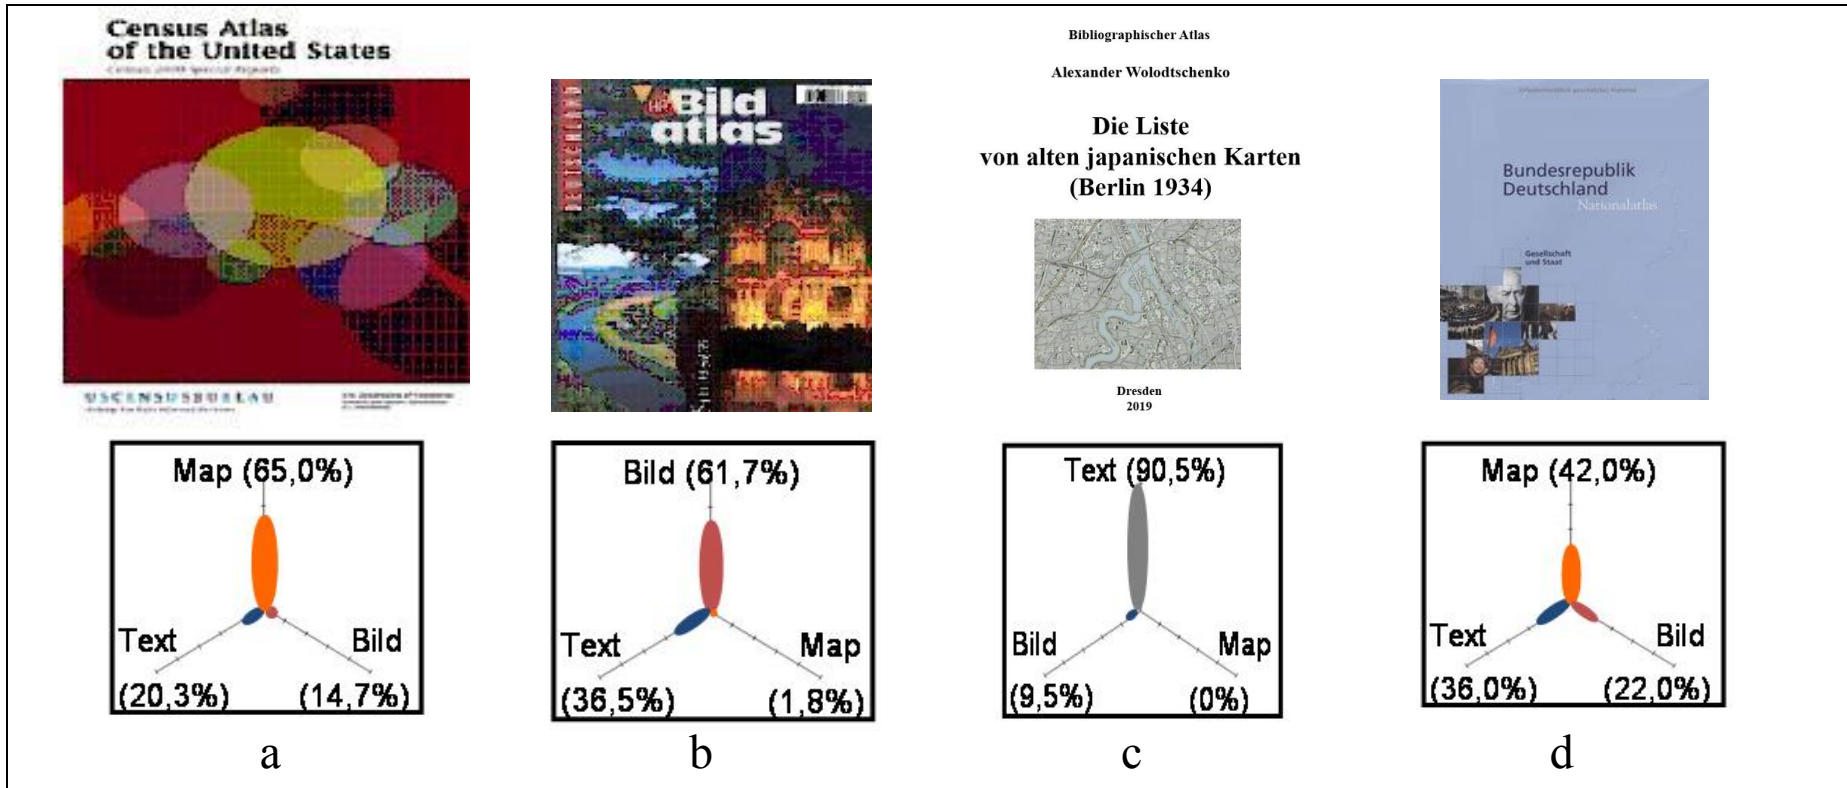 Census Atlas
of the United States
USCENSUSBUREAU
DEUTSCHLAND
HB
Bild
atlas
Bibliographischer Atlas
Alexander Wolodtschenko
Die Liste
von alten japanischen Karten
(Berlin 1934)
Dresden
2019
Bundesrepublik
Deutschland
Nationalatlas
Gesellschaft
und Staat
Map (65,0%)
Text
Bild
(20,3%)
(14,7%)
a
Bild (61,7%)
Text
Map
(36,5%)
(1,8%)
b
Text (90,5%)
Bild
Map
(9,5%)
(0%)
c
Map (42,0%)
Text
Bild
(36,0%)
(22,0%)
d